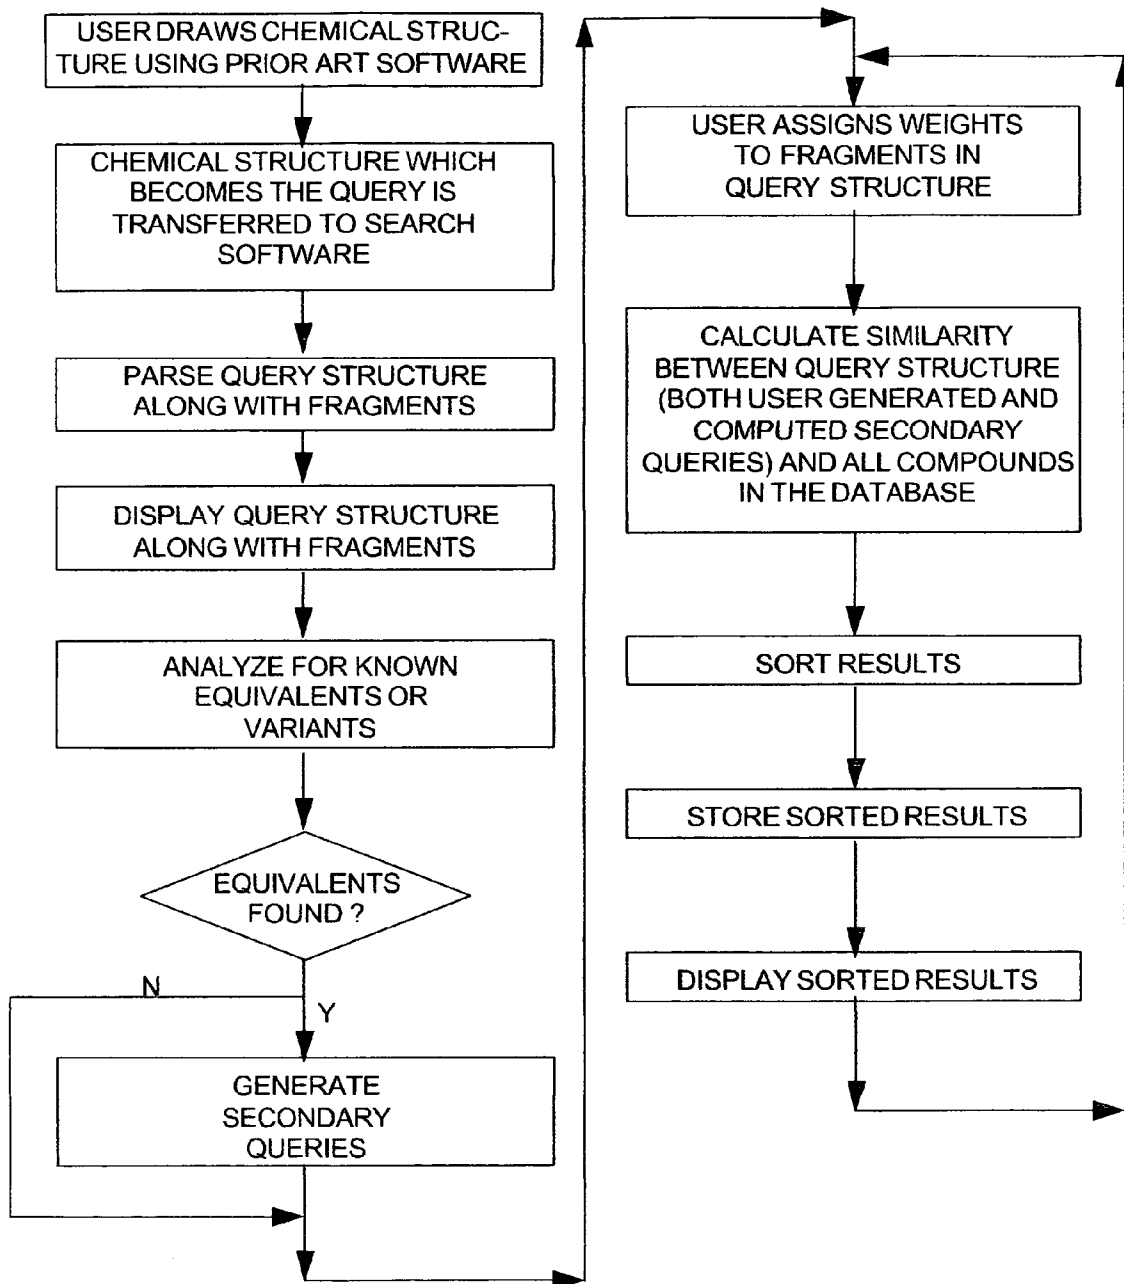 USER DRAWS CHEMICAL STRUC-
TURE USING PRIOR ART SOFTWARE
CHEMICAL STRUCTURE WHICH
BECOMES THE QUERY IS
TRANSFERRED TO SEARCH
SOFTWARE
PARSE QUERY STRUCTURE
ALONG WITH FRAGMENTS
DISPLAY QUERY STRUCTURE
ALONG WITH FRAGMENTS
ANALYZE FOR KNOWN
EQUIVALENTS OR
VARIANTS
EQUIVALENTS
FOUND ?
N
Y
GENERATE
SECONDARY
QUERIES
USER ASSIGNS WEIGHTS
TO FRAGMENTS IN
QUERY STRUCTURE
CALCULATE SIMILARITY
BETWEEN QUERY STRUCTURE
(BOTH USER GENERATED AND
COMPUTED SECONDARY
QUERIES) AND ALL COMPOUNDS
IN THE DATABASE
SORT RESULTS
STORE SORTED RESULTS
DISPLAY SORTED RESULTS